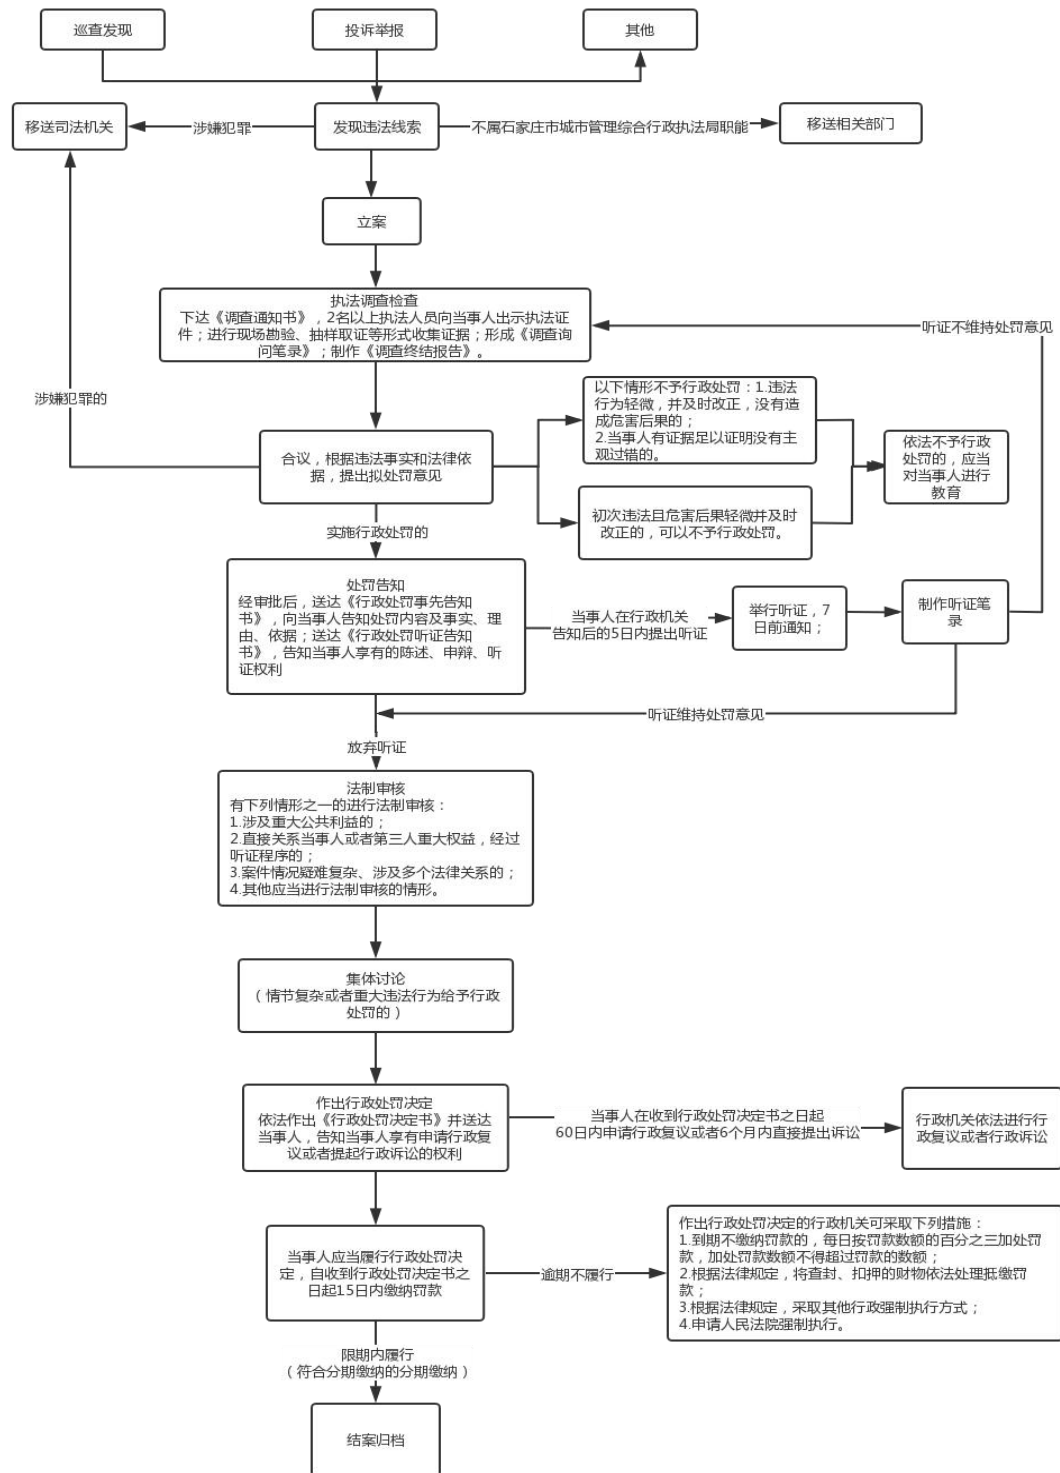 巡查发现
投诉举报
其他
移送司法机关
涉嫌犯罪
发现违法线索
不属石家庄市城市管理综合行政执法局职能
移送相关部门
立案
执法调查检查
下达《调查通知书》，2名以上执法人员向当事人出示执法证
件；进行现场勘验、抽样取证等形式收集证据；形成《调查询
问笔录》；制作《调查终结报告》。
听证不维持处罚意见
涉嫌犯罪的
以下情形不予行政处罚：1.违法
行为轻微，并及时改正，没有造
成危害后果的；
2.当事人有证据足以证明没有主
观过错的。
合议，根据违法事实和法律依
据，提出拟处罚意见
依法不予行政
处罚的，应当
对当事人进行
教育
初次违法且危害后果轻微并及时
改正的，可以不予行政处罚。
实施行政处罚的
处罚告知
经审批后，送达《行政处罚事先告知
书》，向当事人告知处罚内容及事实、理
由、依据；送达《行政处罚听证告知
书》，告知当事人享有的陈述、申辩、听
证权利
当事人在行政机关
告知后的5日内提出听证
举行听证，7
日前通知；
制作听证笔
录
听证维持处罚意见
放弃听证
法制审核
有下列情形之一的进行法制审核：
1.涉及重大公共利益的；
2.直接关系当事人或者第三人重大权益，经过
听证程序的；
3.案件情况疑难复杂、涉及多个法律关系的；
4.其他应当进行法制审核的情形。
集体讨论
（情节复杂或者重大违法行为给予行政
处罚的）
作出行政处罚决定
依法作出《行政处罚决定书》并送达
当事人，告知当事人享有申请行政复
议或者提起行政诉讼的权利
当事人在收到行政处罚决定书之日起
60日内申请行政复议或者6个月内直接提出诉讼
行政机关依法进行行
政复议或者行政诉讼
当事人应当履行行政处罚决
定，自收到行政处罚决定书之
日起15日内缴纳罚款
逾期不履行
作出行政处罚决定的行政机关可采取下列措施：
1.到期不缴纳罚款的，每日按罚款数额的百分之三加处罚
款，加处罚款数额不得超过罚款的数额；
2.根据法律规定，将查封、扣押的财物依法处理抵缴罚
款；
3.根据法律规定，采取其他行政强制执行方式；
4.申请人民法院强制执行。
限期内履行
（符合分期缴纳的分期缴纳）
结案归档